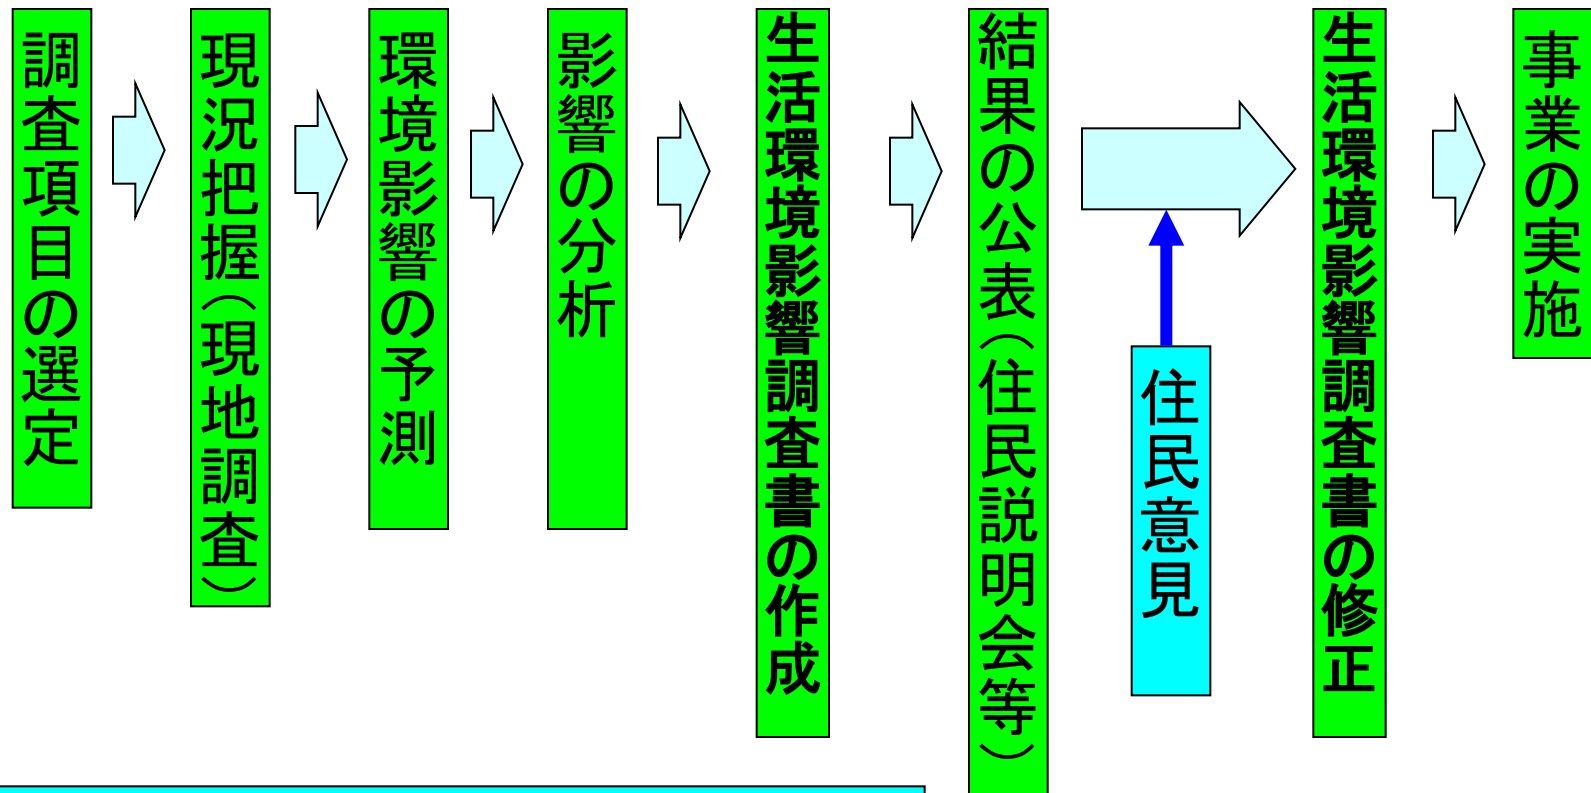 調査項目の選定
現況把握（現地調査）
環境影響の予測
影響の分析
生活環境影響調査書の作成
結果の公表（住民説明会等）
住民意見
生活環境影響調査書の修正
事業の実施